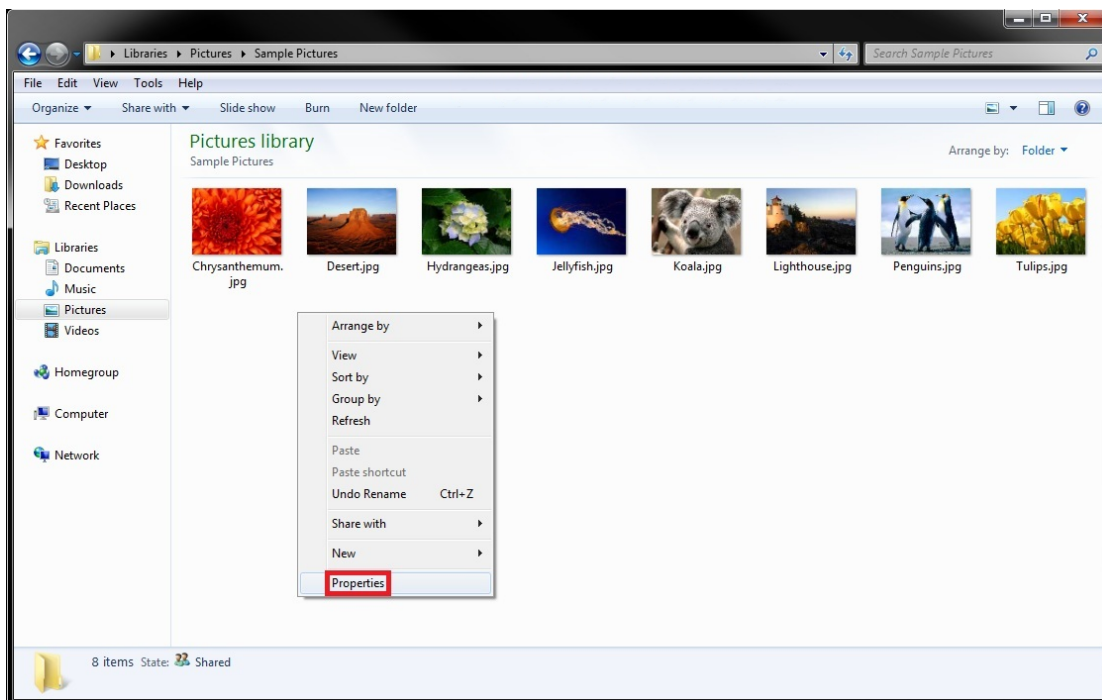 Libraries Pictures Sample Pictures
Search Sample Pictures
File Edit View Tools Help
Organize Share with Slide show Burn New folder
Favorites
Desktop
Downloads
Recent Places
Libraries
Documents
Music
Pictures
Videos
Homegroup
Computer
Network
Pictures library
Sample Pictures
Arrange by: Folder
Chrysanthemum.
jpg
Desert.jpg
Hydrangeas.jpg
Jellyfish.jpg
Koala.jpg
Lighthouse.jpg
Penguins.jpg
Tulips.jpg
Arrange by
View
Sort by
Group by
Refresh
Paste
Paste shortcut
Undo Rename Ctrl+Z
Share with
New
Properties
8 items State: Shared